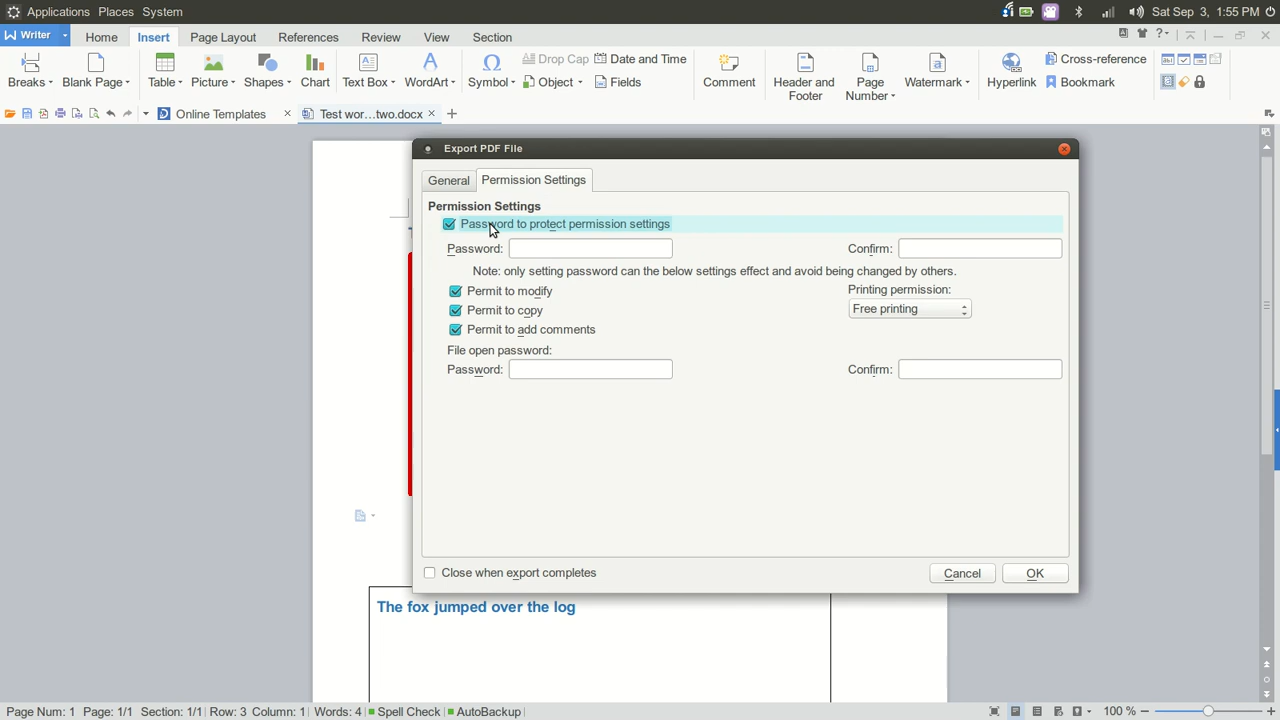 Applications Places System
Sat Sep 3, 1:55 PM
Writer Home Insert Page Layout References Review View Section
Breaks Blank Page Table Picture Shapes Chart Text Box WordArt Symbol Drop Cap Object Date and Time Fields Comment Header and Footer Page Number Watermark Hyperlink Cross-reference Bookmark
Online Templates Test wor...two.docx
Export PDF File
General Permission Settings
Permission Settings
Password to protect permission settings
Password: Confirm:
Note: only setting password can the below settings effect and avoid being changed by others.
Permit to modify Printing permission:
Permit to copy Free printing
Permit to add comments
File open password:
Password: Confirm:
Close when export completes Cancel OK
The fox jumped over the log
Page Num: 1 Page: 1/1 Section: 1/1 Row: 3 Column: 1 Words: 4 Spell Check AutoBackup 100 %